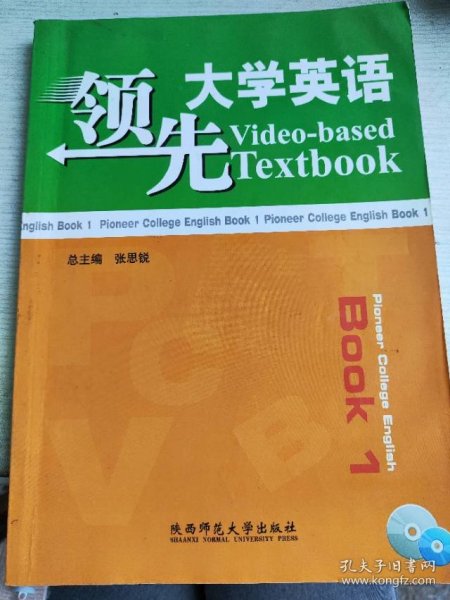 领先
大学英语
Video-based
Textbook
nglish Book 1 Pioneer College English Book 1 Pioneer College English Book 1
总主编 张思锐
Pioneer College English
Book 1
陕西师范大学出版社
SHAANXI NORMAL UNIVERSITY PRESS
孔夫子旧书网
www.kongfz.com